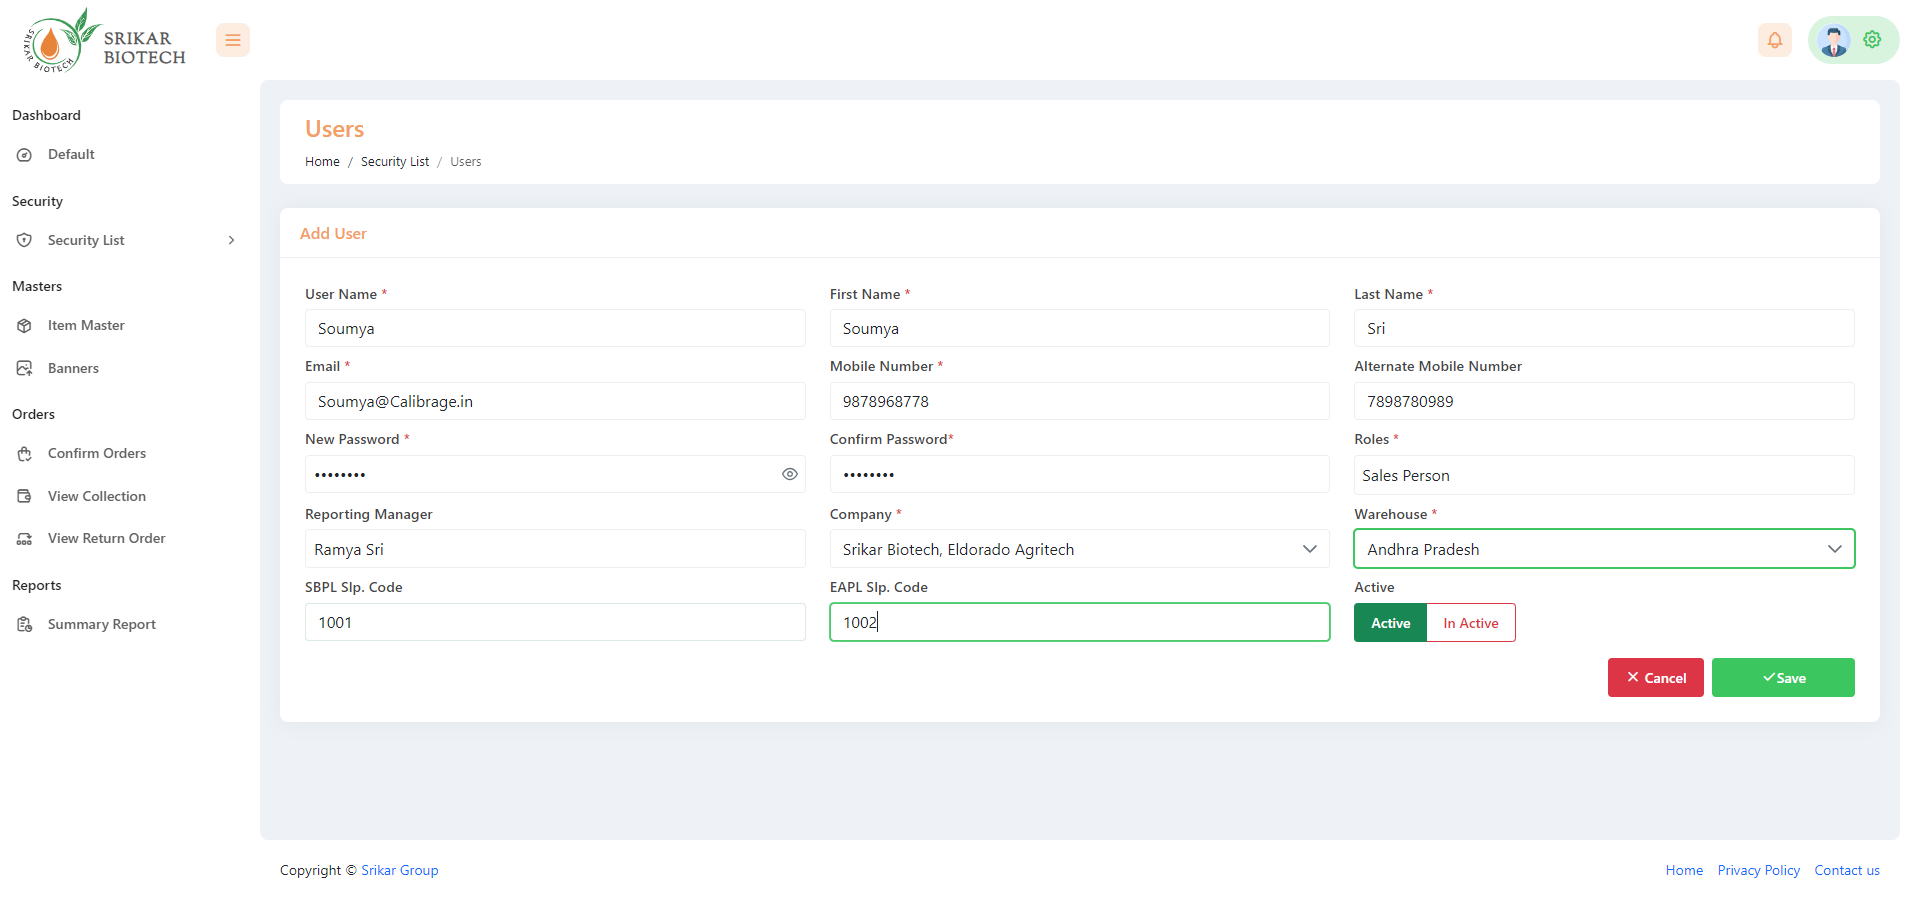 SRIKAR BIOTECH
SRIKAR
BIOTECH
Dashboard
Default
Security
Security List
Masters
Item Master
Banners
Orders
Confirm Orders
View Collection
View Return Order
Reports
Summary Report
Users
Home / Security List / Users
Add User
User Name * First Name * Last Name *
Soumya Soumya Sri
Email * Mobile Number * Alternate Mobile Number
Soumya@Calibrage.in 9878968778 7898780989
New Password * Confirm Password* Roles *
•••••••• •••••••• Sales Person
Reporting Manager Company * Warehouse *
Ramya Sri Srikar Biotech, Eldorado Agritech Andhra Pradesh
SBPL Slp. Code EAPL Slp. Code Active
1001 1002 Active In Active
Cancel Save
Copyright © Srikar Group Home Privacy Policy Contact us